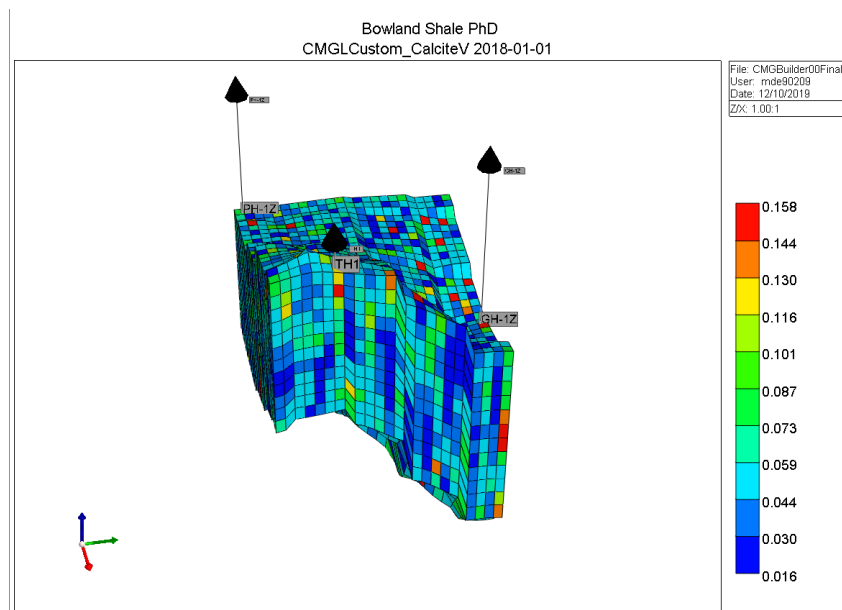 Bowland Shale PhD
CMGLCustom_CalciteV 2018-01-01
File: CMGBuilder00Final
User: mde90209
Date: 12/10/2019
Z/X: 1.00:1
GH-1Z
PH-1Z
TH1
GH-1Z
0.158
0.144
0.130
0.116
0.101
0.087
0.073
0.059
0.044
0.030
0.016